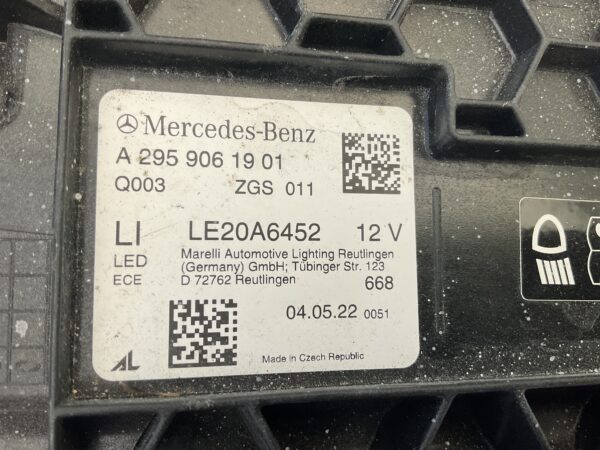 Mercedes-Benz
A 295 906 19 01
Q003 ZGS 011
LI LE20A6452 12 V
LED Marelli Automotive Lighting Reutlingen
(Germany) GmbH; Tübinger Str. 123
ECE D 72762 Reutlingen 668
04.05.22 0051
AL Made in Czech Republic